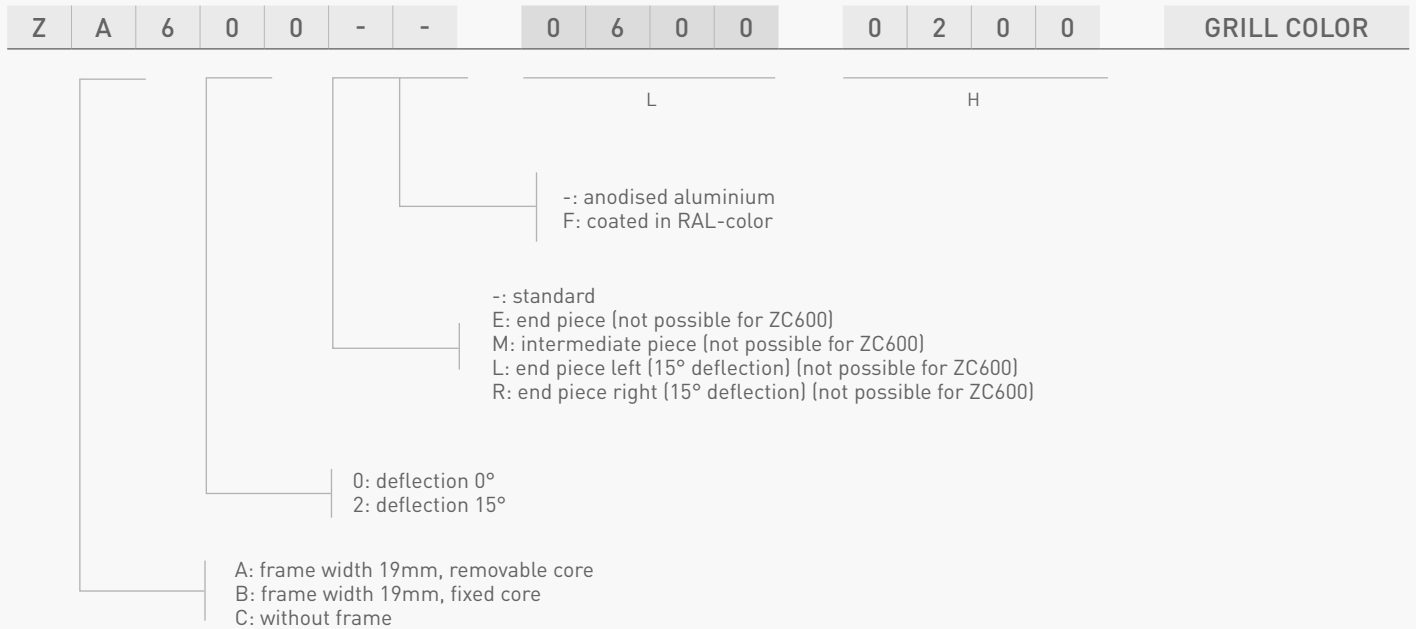 Z A 6 0 0 - - 0 6 0 0 0 2 0 0 GRILL COLOR
L H
-: anodised aluminium
F: coated in RAL-color
-: standard
E: end piece (not possible for ZC600)
M: intermediate piece (not possible for ZC600)
L: end piece left (15° deflection) (not possible for ZC600)
R: end piece right (15° deflection) (not possible for ZC600)
0: deflection 0°
2: deflection 15°
A: frame width 19mm, removable core
B: frame width 19mm, fixed core
C: without frame